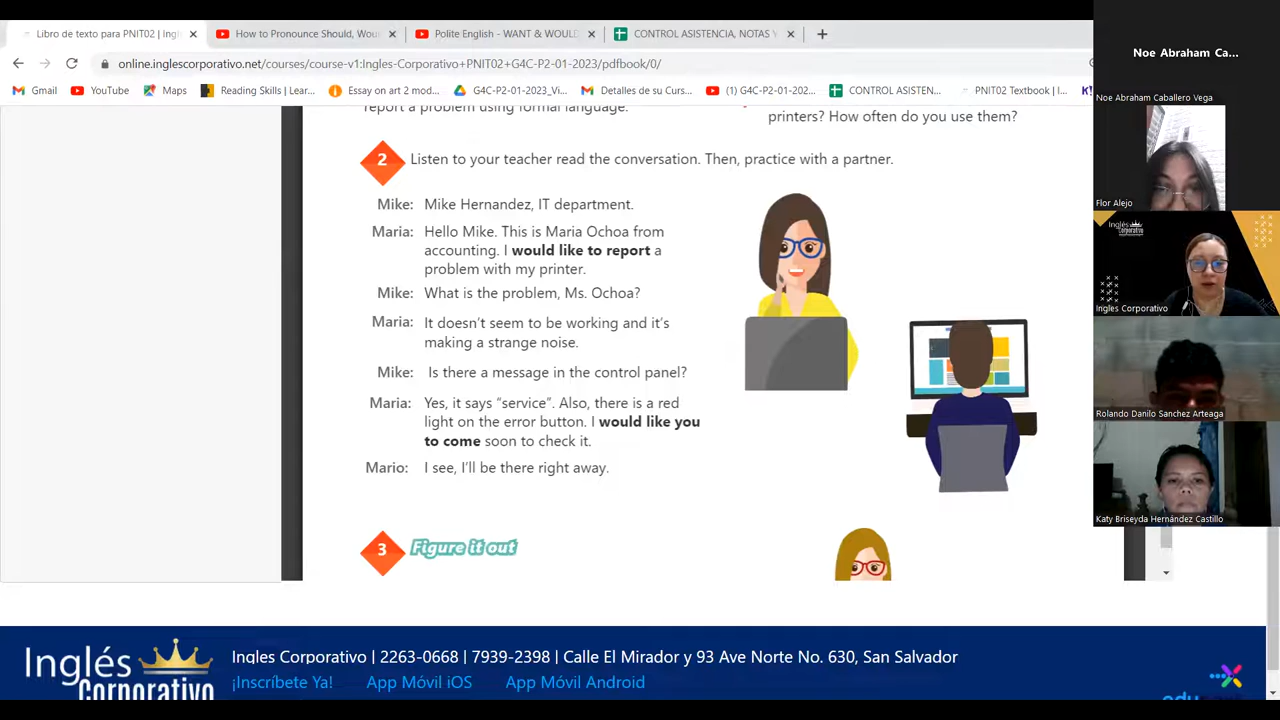 Libro de texto para PNIT02 | Ingl
How to Pronounce Should, Wou
Polite English - WANT & WOULD
CONTROL ASISTENCIA, NOTAS Y
online.inglescorporativo.net/courses/course-v1:Ingles-Corporativo+PNIT02+G4C-P2-01-2023/pdfbook/0/
Gmail
YouTube
Maps
Reading Skills | Lear...
Essay on art 2 mod...
G4C-P2-01-2023_Vi...
Detalles de su Curs...
(1) G4C-P2-01-202...
CONTROL ASISTEN...
PNIT02 Textbook | I...
report a problem using formal language.
printers? How often do you use them?
2 Listen to your teacher read the conversation. Then, practice with a partner.
Mike: Mike Hernandez, IT department.
Maria: Hello Mike. This is Maria Ochoa from
accounting. I would like to report a
problem with my printer.
Mike: What is the problem, Ms. Ochoa?
Maria: It doesn't seem to be working and it's
making a strange noise.
Mike: Is there a message in the control panel?
Maria: Yes, it says “service”. Also, there is a red
light on the error button. I would like you
to come soon to check it.
Mario: I see, I'll be there right away.
3 Figure it out
Noe Abraham Ca...
Noe Abraham Caballero Vega
Flor Alejo
Inglés
Corporativo
Ingles Corporativo
Rolando Danilo Sanchez Arteaga
Katy Briseyda Hernández Castillo
Inglés
Corporativo
Ingles Corporativo | 2263-0668 | 7939-2398 | Calle El Mirador y 93 Ave Norte No. 630, San Salvador
¡Inscríbete Ya!
App Móvil iOS
App Móvil Android